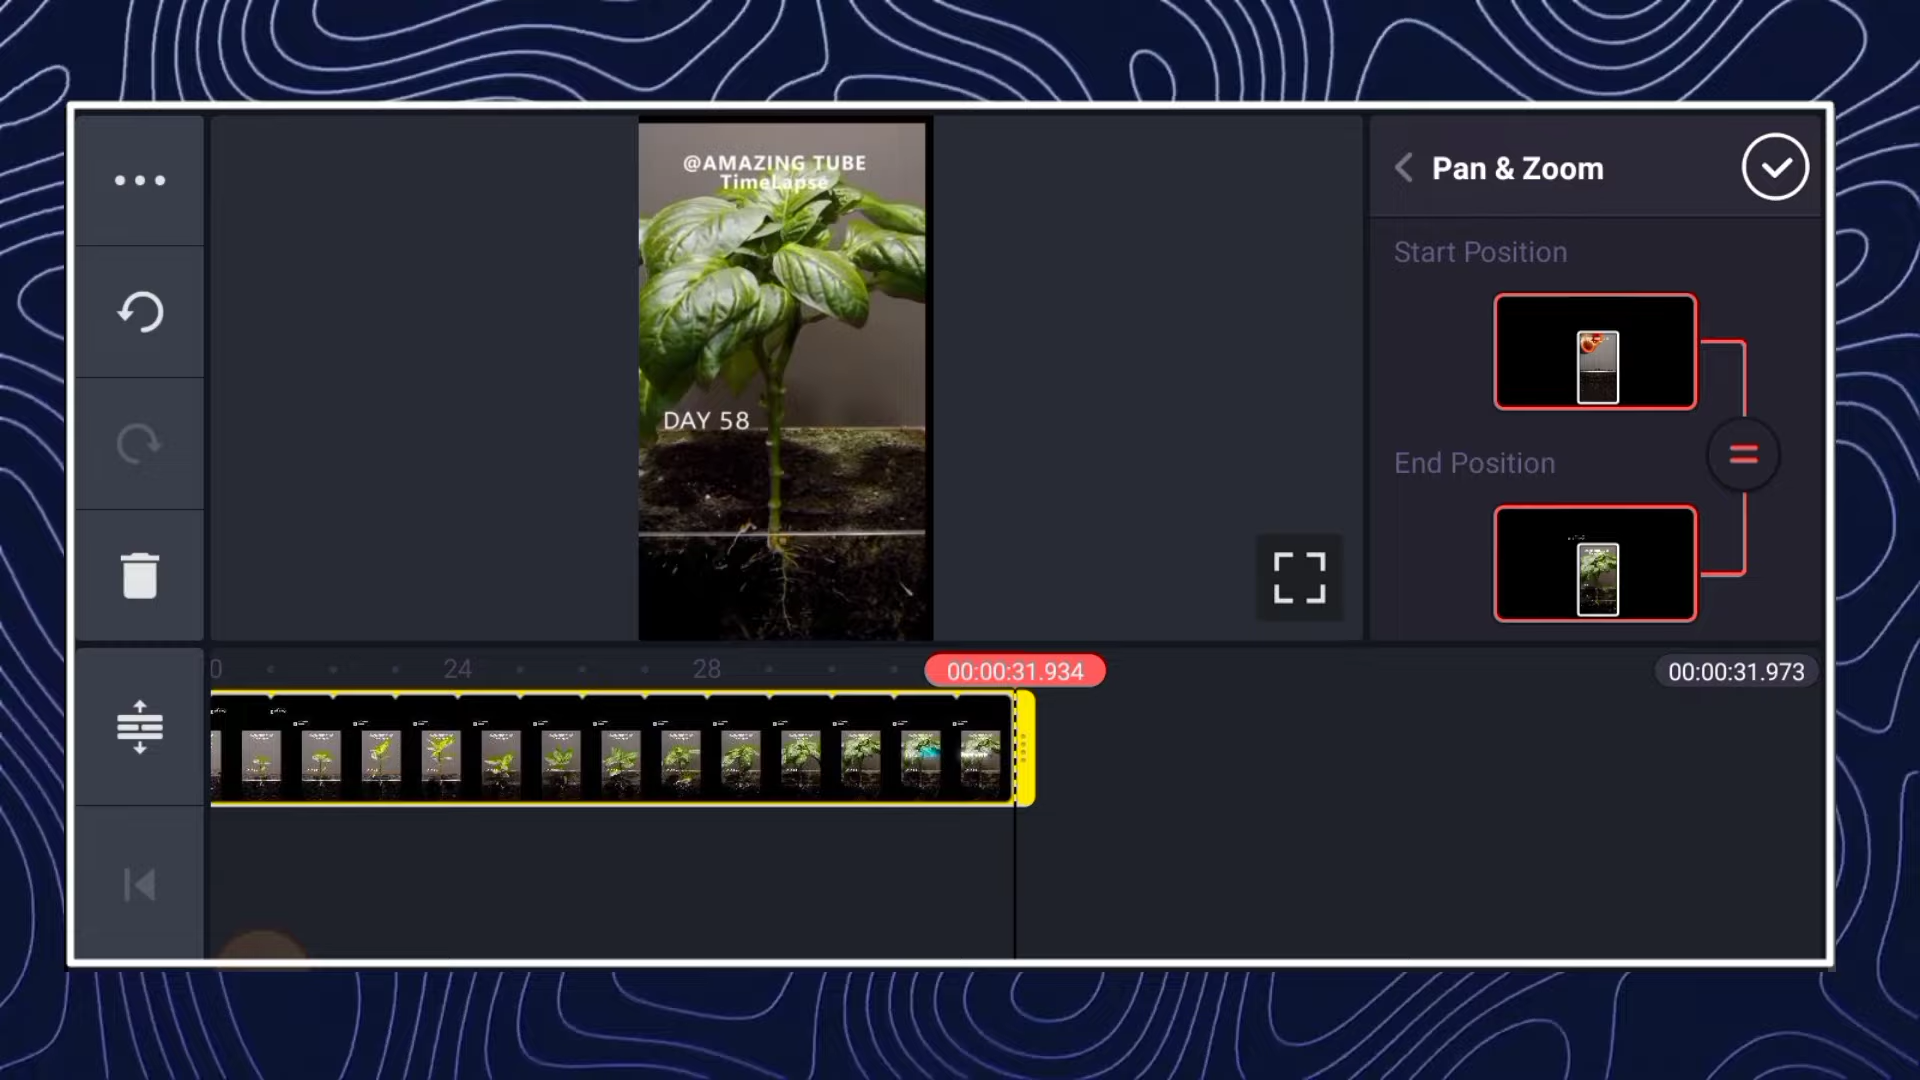 @AMAZING TUBE
TimeLapse
DAY 58
Pan & Zoom
Start Position
End Position
0
24
28
00:00:31.934
00:00:31.973